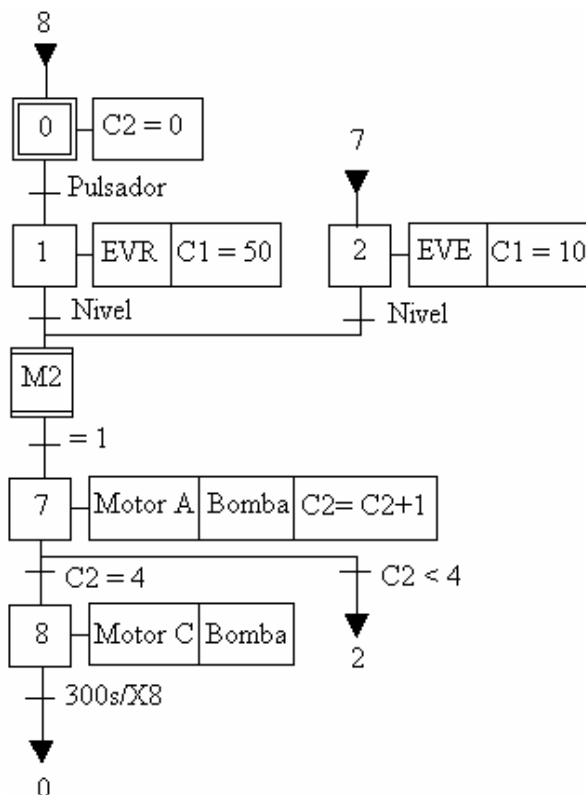 8
0 C2 = 0
7
Pulsador
1 EVR C1 = 50 2 EVE C1 = 10
Nivel Nivel
M2
= 1
7 Motor A Bomba C2= C2+1
C2 = 4 C2 < 4
8 Motor C Bomba
2
300s/X8
0